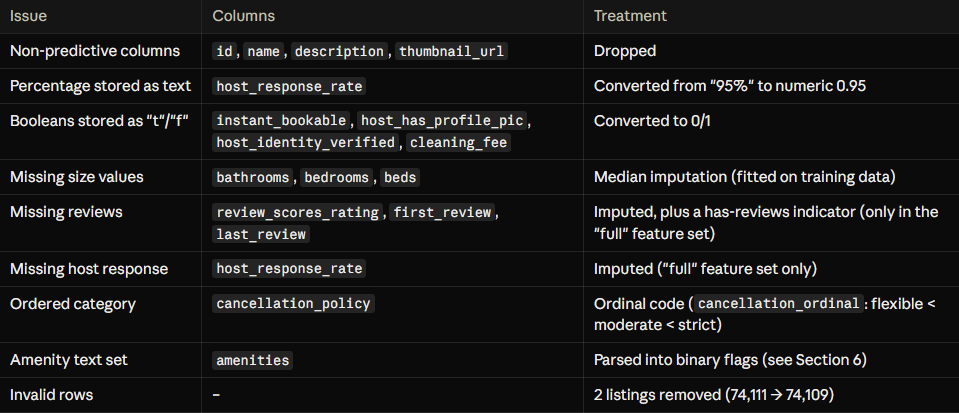 Issue Columns Treatment
Non-predictive columns id, name, description, thumbnail_url Dropped
Percentage stored as text host_response_rate Converted from "95%" to numeric 0.95
Booleans stored as "t"/"f" instant_bookable, host_has_profile_pic, Converted to 0/1
host_identity_verified, cleaning_fee
Missing size values bathrooms, bedrooms, beds Median imputation (fitted on training data)
Missing reviews review_scores_rating, first_review, Imputed, plus a has-reviews indicator (only in the
last_review "full" feature set)
Missing host response host_response_rate Imputed ("full" feature set only)
Ordered category cancellation_policy Ordinal code (cancellation_ordinal: flexible <
moderate < strict)
Amenity text set amenities Parsed into binary flags (see Section 6)
Invalid rows – 2 listings removed (74,111 → 74,109)